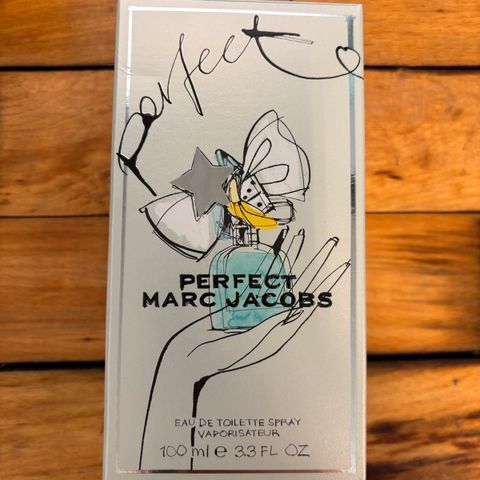 perfect
PERFECT
MARC JACOBS
EAU DE TOILETTE SPRAY
VAPORISATEUR
100 ml e 3.3 FL OZ